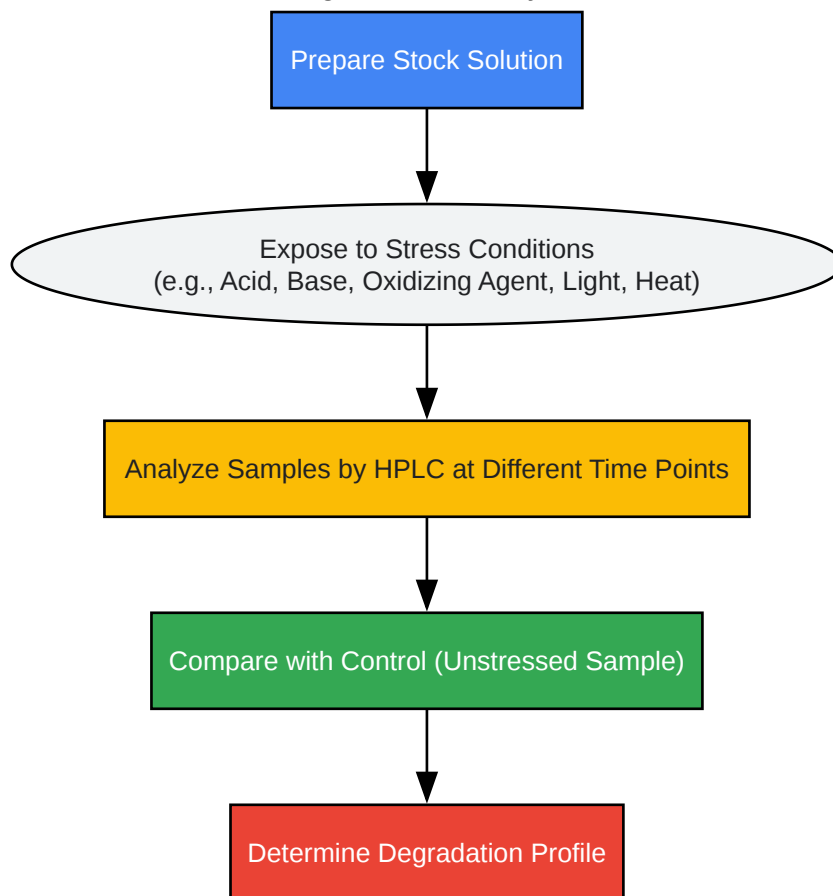 Prepare Stock Solution
Expose to Stress Conditions
(e.g., Acid, Base, Oxidizing Agent, Light, Heat)
Analyze Samples by HPLC at Different Time Points
Compare with Control (Unstressed Sample)
Determine Degradation Profile